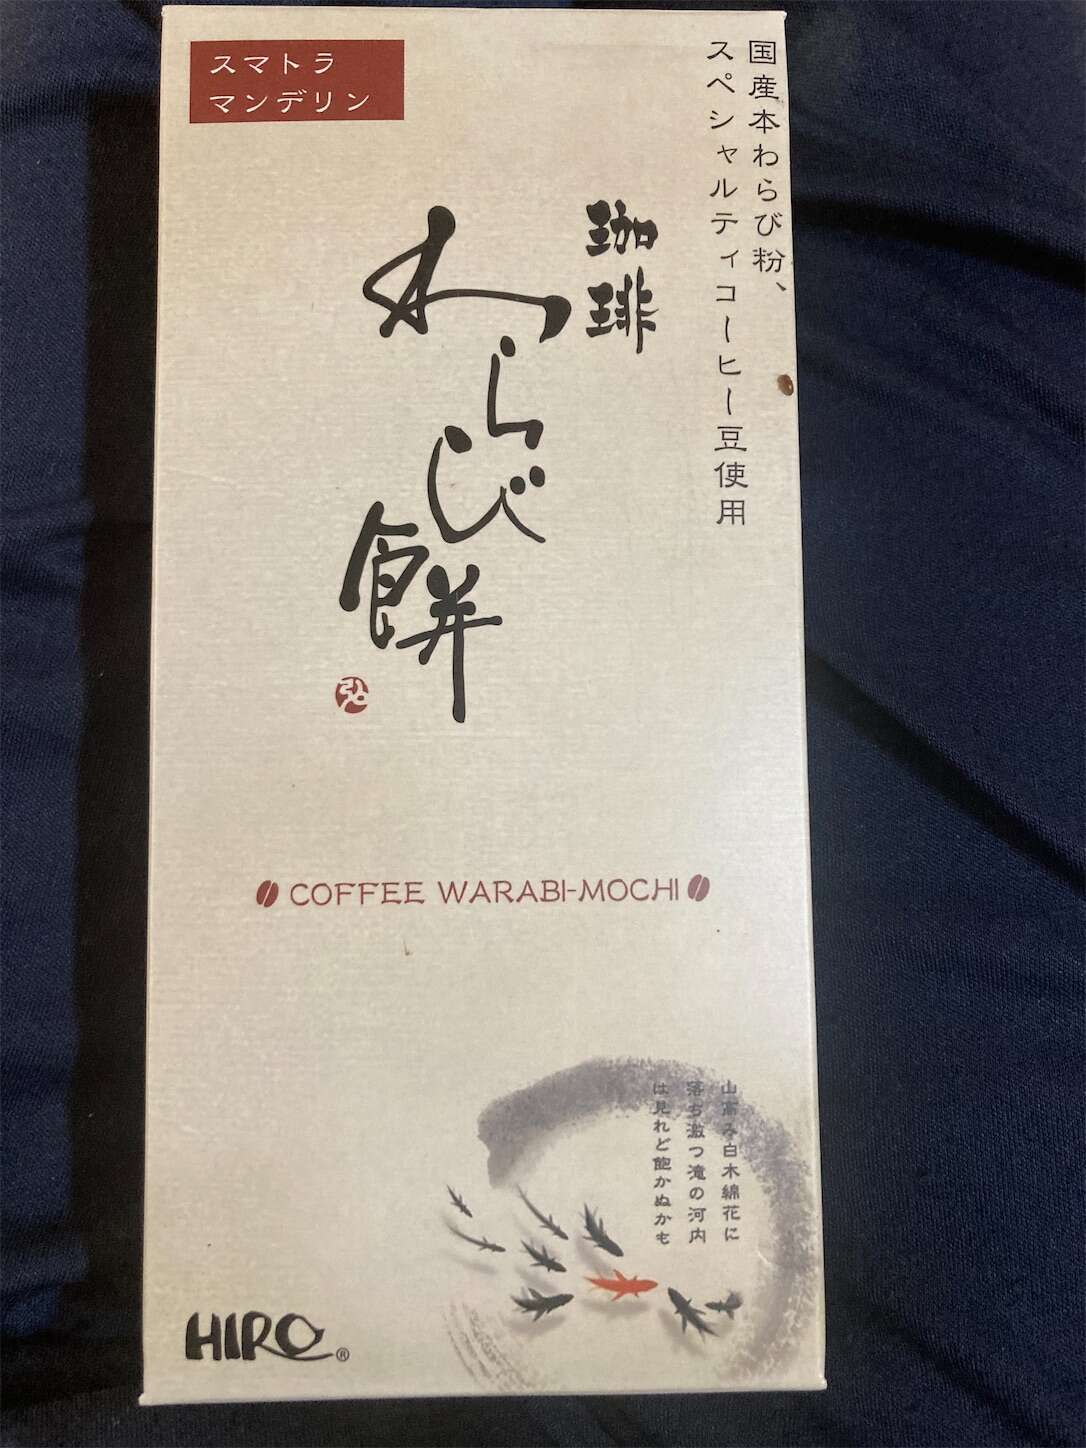 スマトラ
マンデリン
国産本わらび粉、
スペシャルティコーヒー豆使用
珈琲
わらび
餅
弘
COFFEE WARABI-MOCHI
山高み白木綿花に
落ち激つ滝の河内
は見れど飽かぬかも
HIRO®